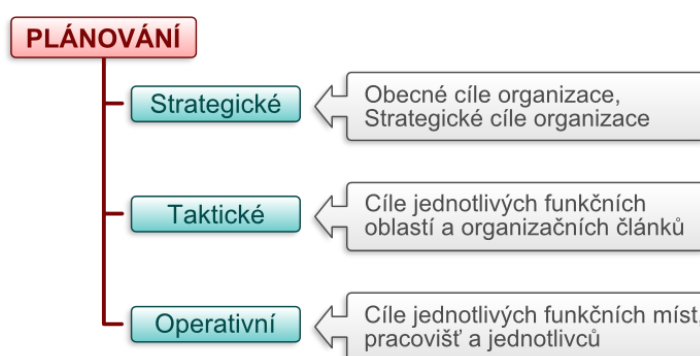 PLÁNOVÁNÍ
Strategické
Obecné cíle organizace,
Strategické cíle organizace
Taktické
Cíle jednotlivých funkčních
oblastí a organizačních článků
Operativní
Cíle jednotlivých funkčních míst,
pracovišť a jednotlivců